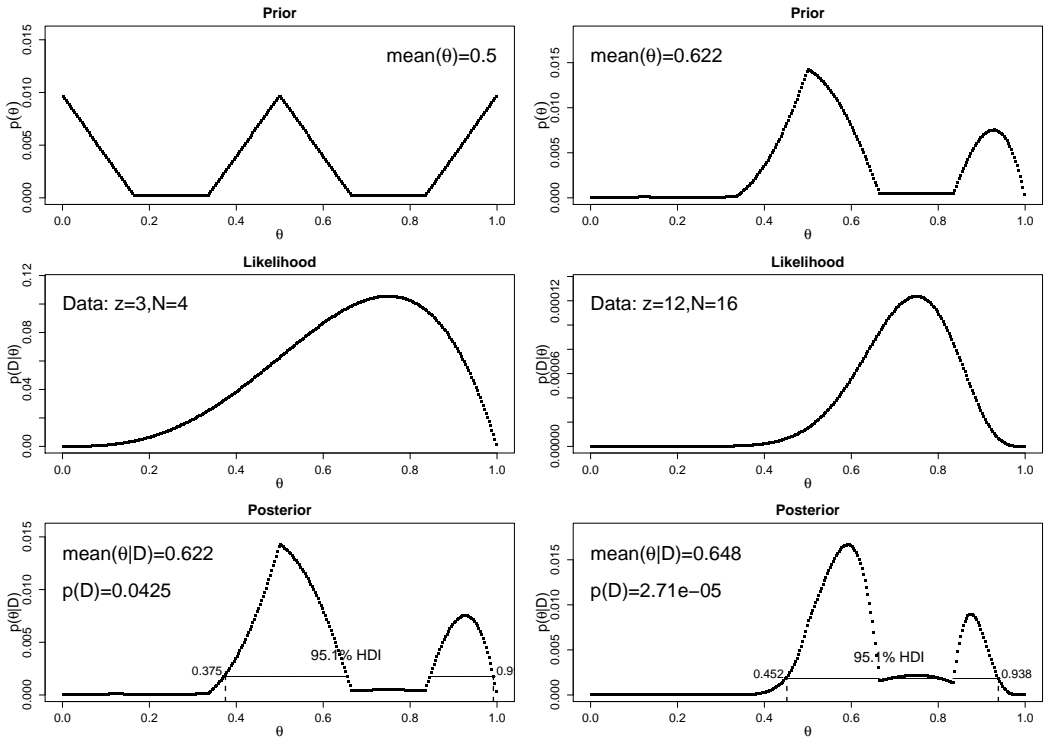 Prior
mean(θ)=0.5
p(θ)
0.015
0.010
0.005
0.000
0.0 0.2 0.4 0.6 0.8 1.0
θ
Prior
mean(θ)=0.622
p(θ)
0.015
0.010
0.005
0.000
0.0 0.2 0.4 0.6 0.8 1.0
θ
Likelihood
Data: z=3,N=4
p(D|θ)
0.12
0.08
0.04
0.00
0.0 0.2 0.4 0.6 0.8 1.0
θ
Likelihood
Data: z=12,N=16
p(D|θ)
0.00012
0.00006
0.00000
0.0 0.2 0.4 0.6 0.8 1.0
θ
Posterior
mean(θ|D)=0.622
p(D)=0.0425
p(θ|D)
0.015
0.010
0.005
0.000
95.1% HDI
0.375
0.9
0.0 0.2 0.4 0.6 0.8 1.0
θ
Posterior
mean(θ|D)=0.648
p(D)=2.71e−05
p(θ|D)
0.015
0.010
0.005
0.000
95.1% HDI
0.452
0.938
0.0 0.2 0.4 0.6 0.8 1.0
θ